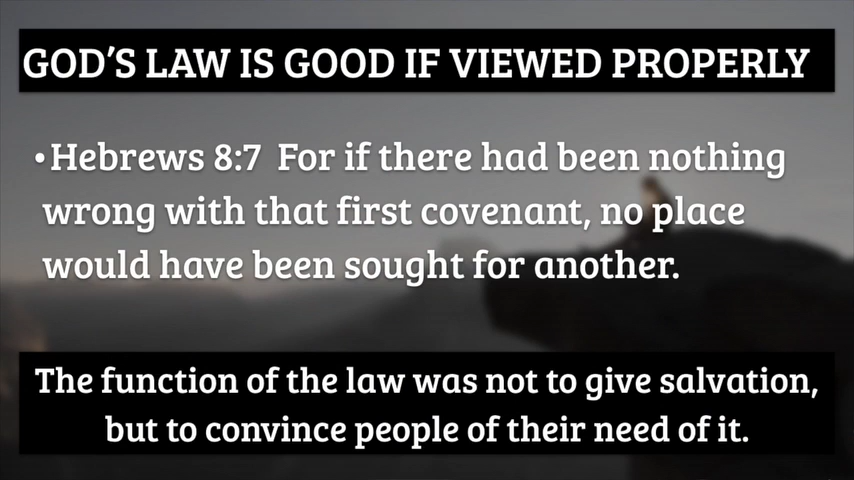 GOD’S LAW IS GOOD IF VIEWED PROPERLY
•Hebrews 8:7  For if there had been nothing
wrong with that first covenant, no place
would have been sought for another.
The function of the law was not to give salvation,
but to convince people of their need of it.